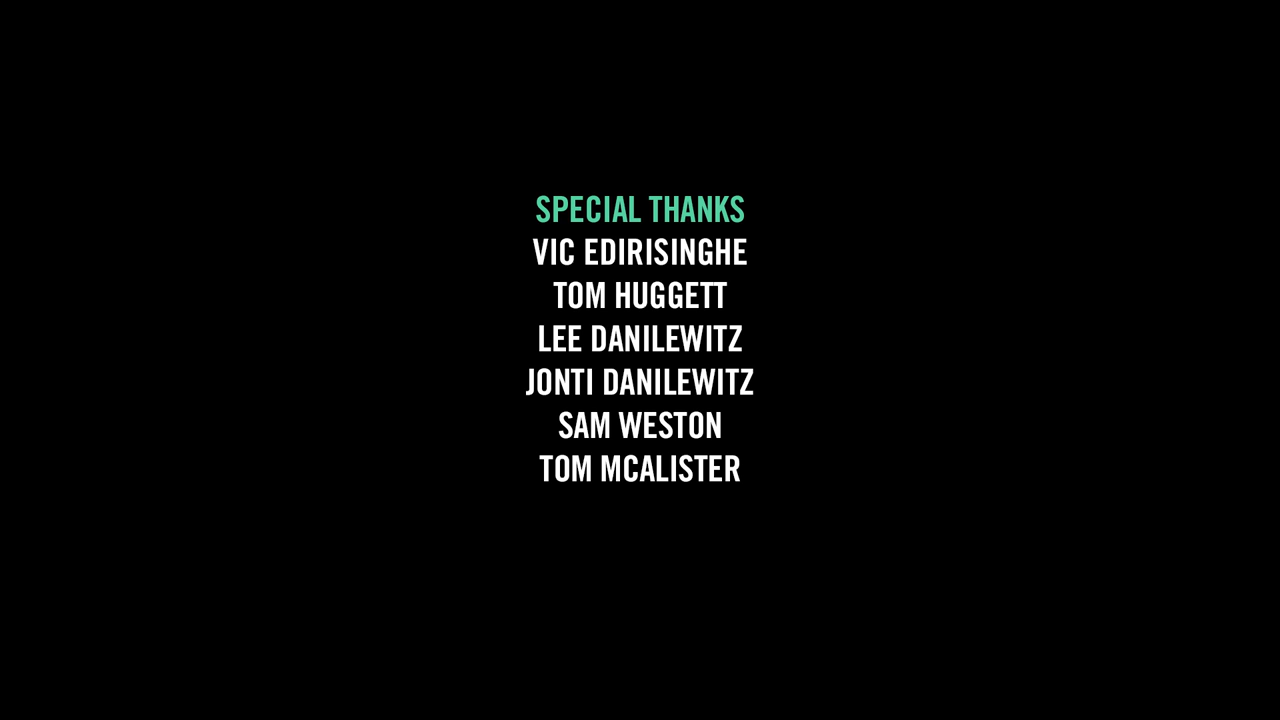 SPECIAL THANKS
VIC EDIRISINGHE
TOM HUGGETT
LEE DANILEWITZ
JONTI DANILEWITZ
SAM WESTON
TOM MCALISTER